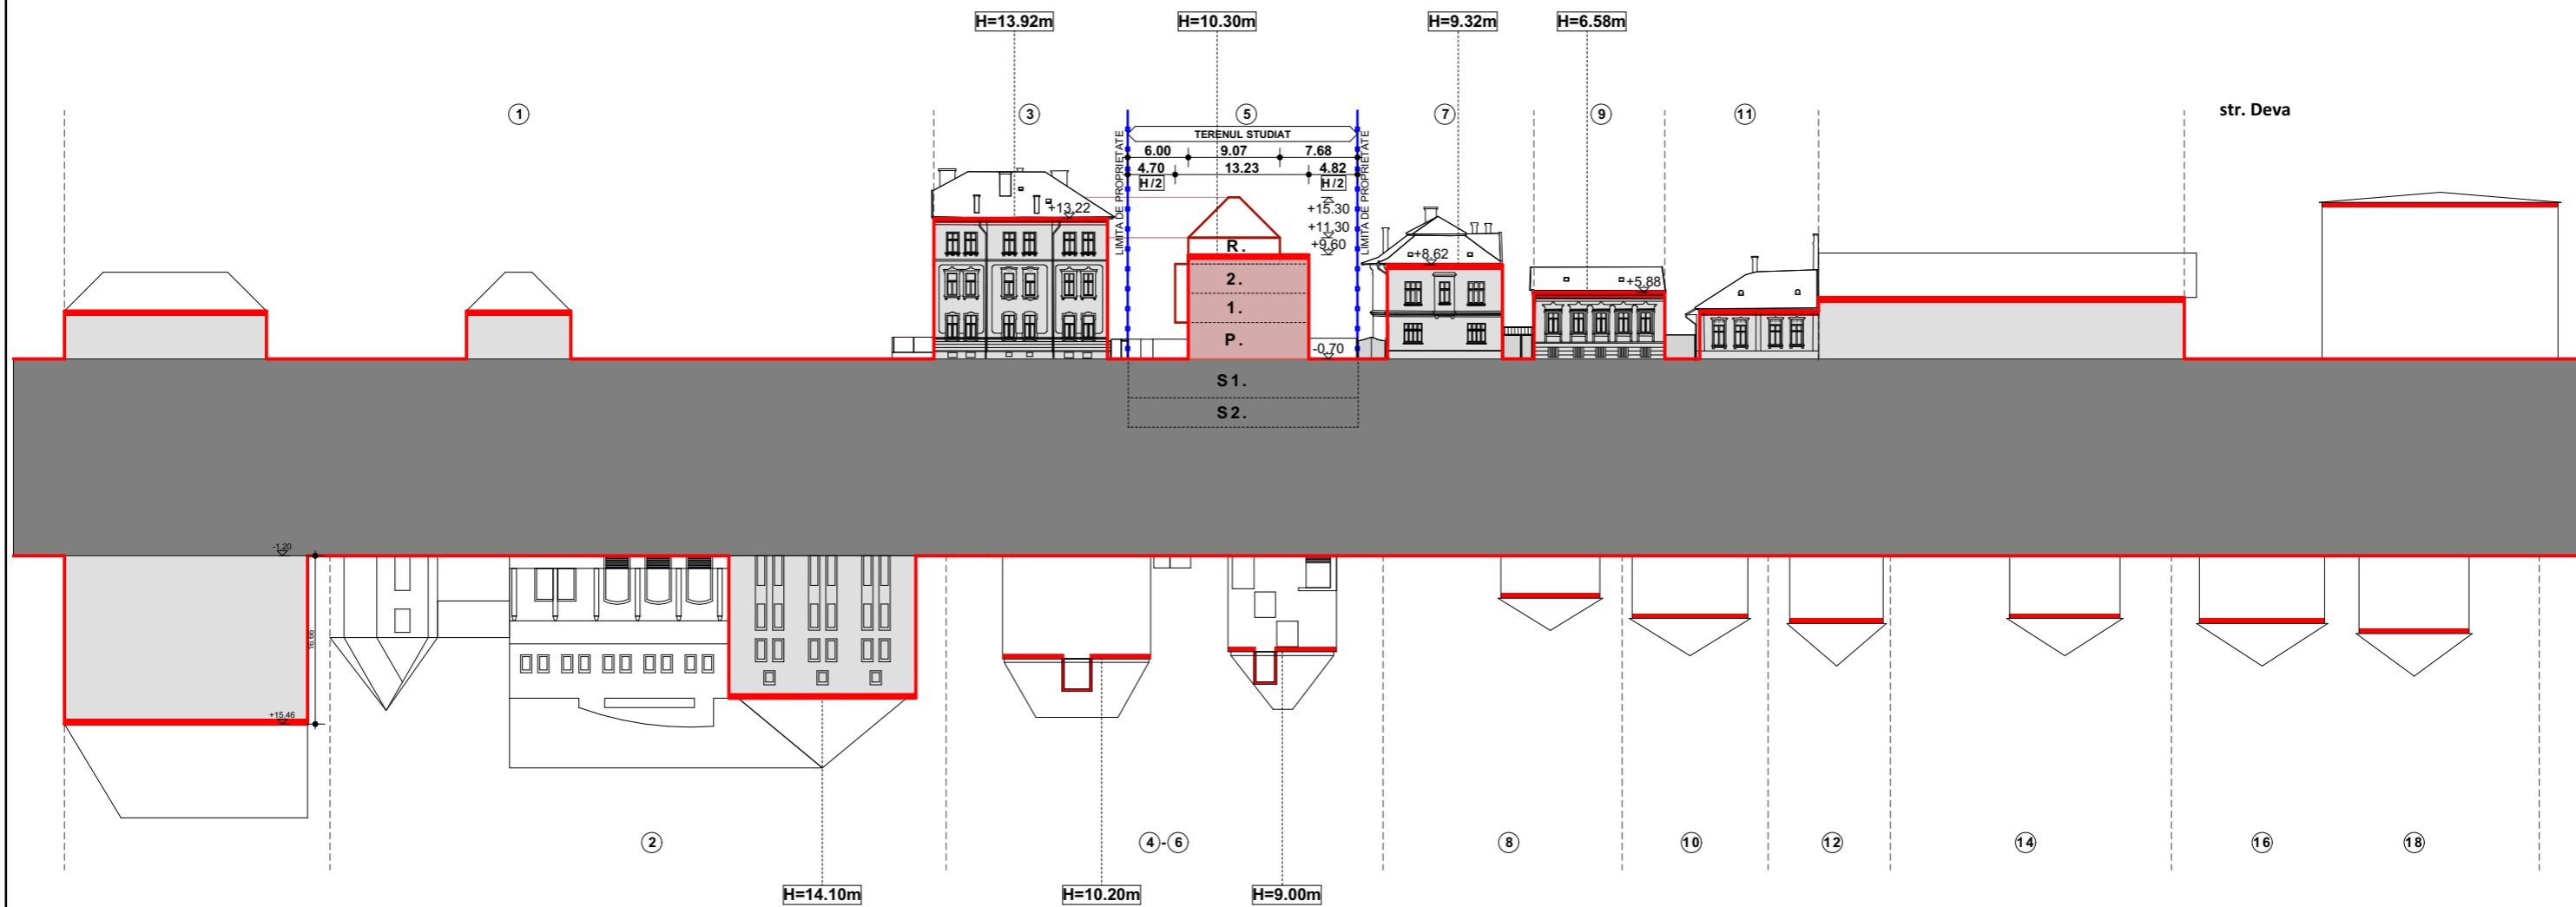 H=13.92m
H=10.30m
H=9.32m
H=6.58m
1
3
5
7
9
11
str. Deva
TERENUL STUDIAT
LIMITA DE PROPRIETATE
LIMITA DE PROPRIETATE
6.00
9.07
7.68
4.70
13.23
4.82
H/2
H/2
+13.22
+15.30
+11.30
R.
+9.60
+8.62
2.
+5.88
1.
P.
-0.70
S1.
S2.
-1.20
16.66
+15.46
2
4-6
8
10
12
14
16
18
H=14.10m
H=10.20m
H=9.00m